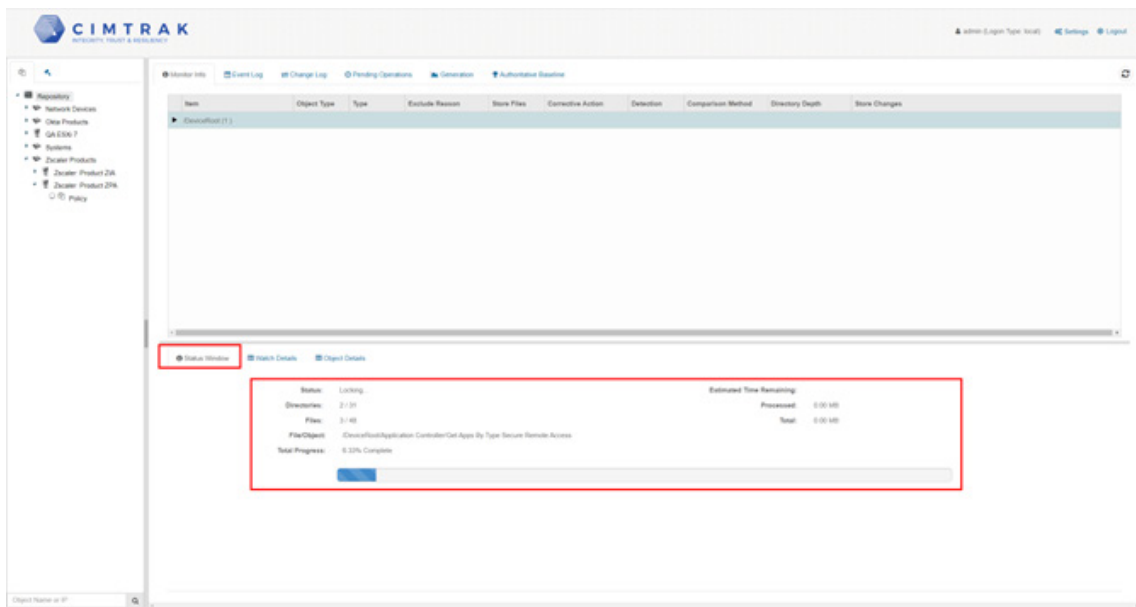 CIMTRAK
INTEGRITY, TRUST & RESILIENCY
admin (Logon Type: local) Settings Logout
Monitor Info Event Log Change Log Pending Operations Generation Authoritative Baseline
Repository
Network Devices
Okta Products
QA ESXi 7
Systems
Zscaler Products
Zscaler Product ZIA
Zscaler Product ZPA
Policy
Item Object Type Type Exclude Reason Store Files Corrective Action Detection Comparison Method Directory Depth Store Changes
/DeviceRoot (1)
Status Window Watch Details Object Details
Status: Locking...
Directories: 2 / 31
Files: 3 / 48
File/Object: /DeviceRoot/Application Controller/Get Apps By Type Secure Remote Access
Total Progress: 6.33% Complete
Estimated Time Remaining:
Processed: 0.00 MB
Total: 0.00 MB
Object Name or IP